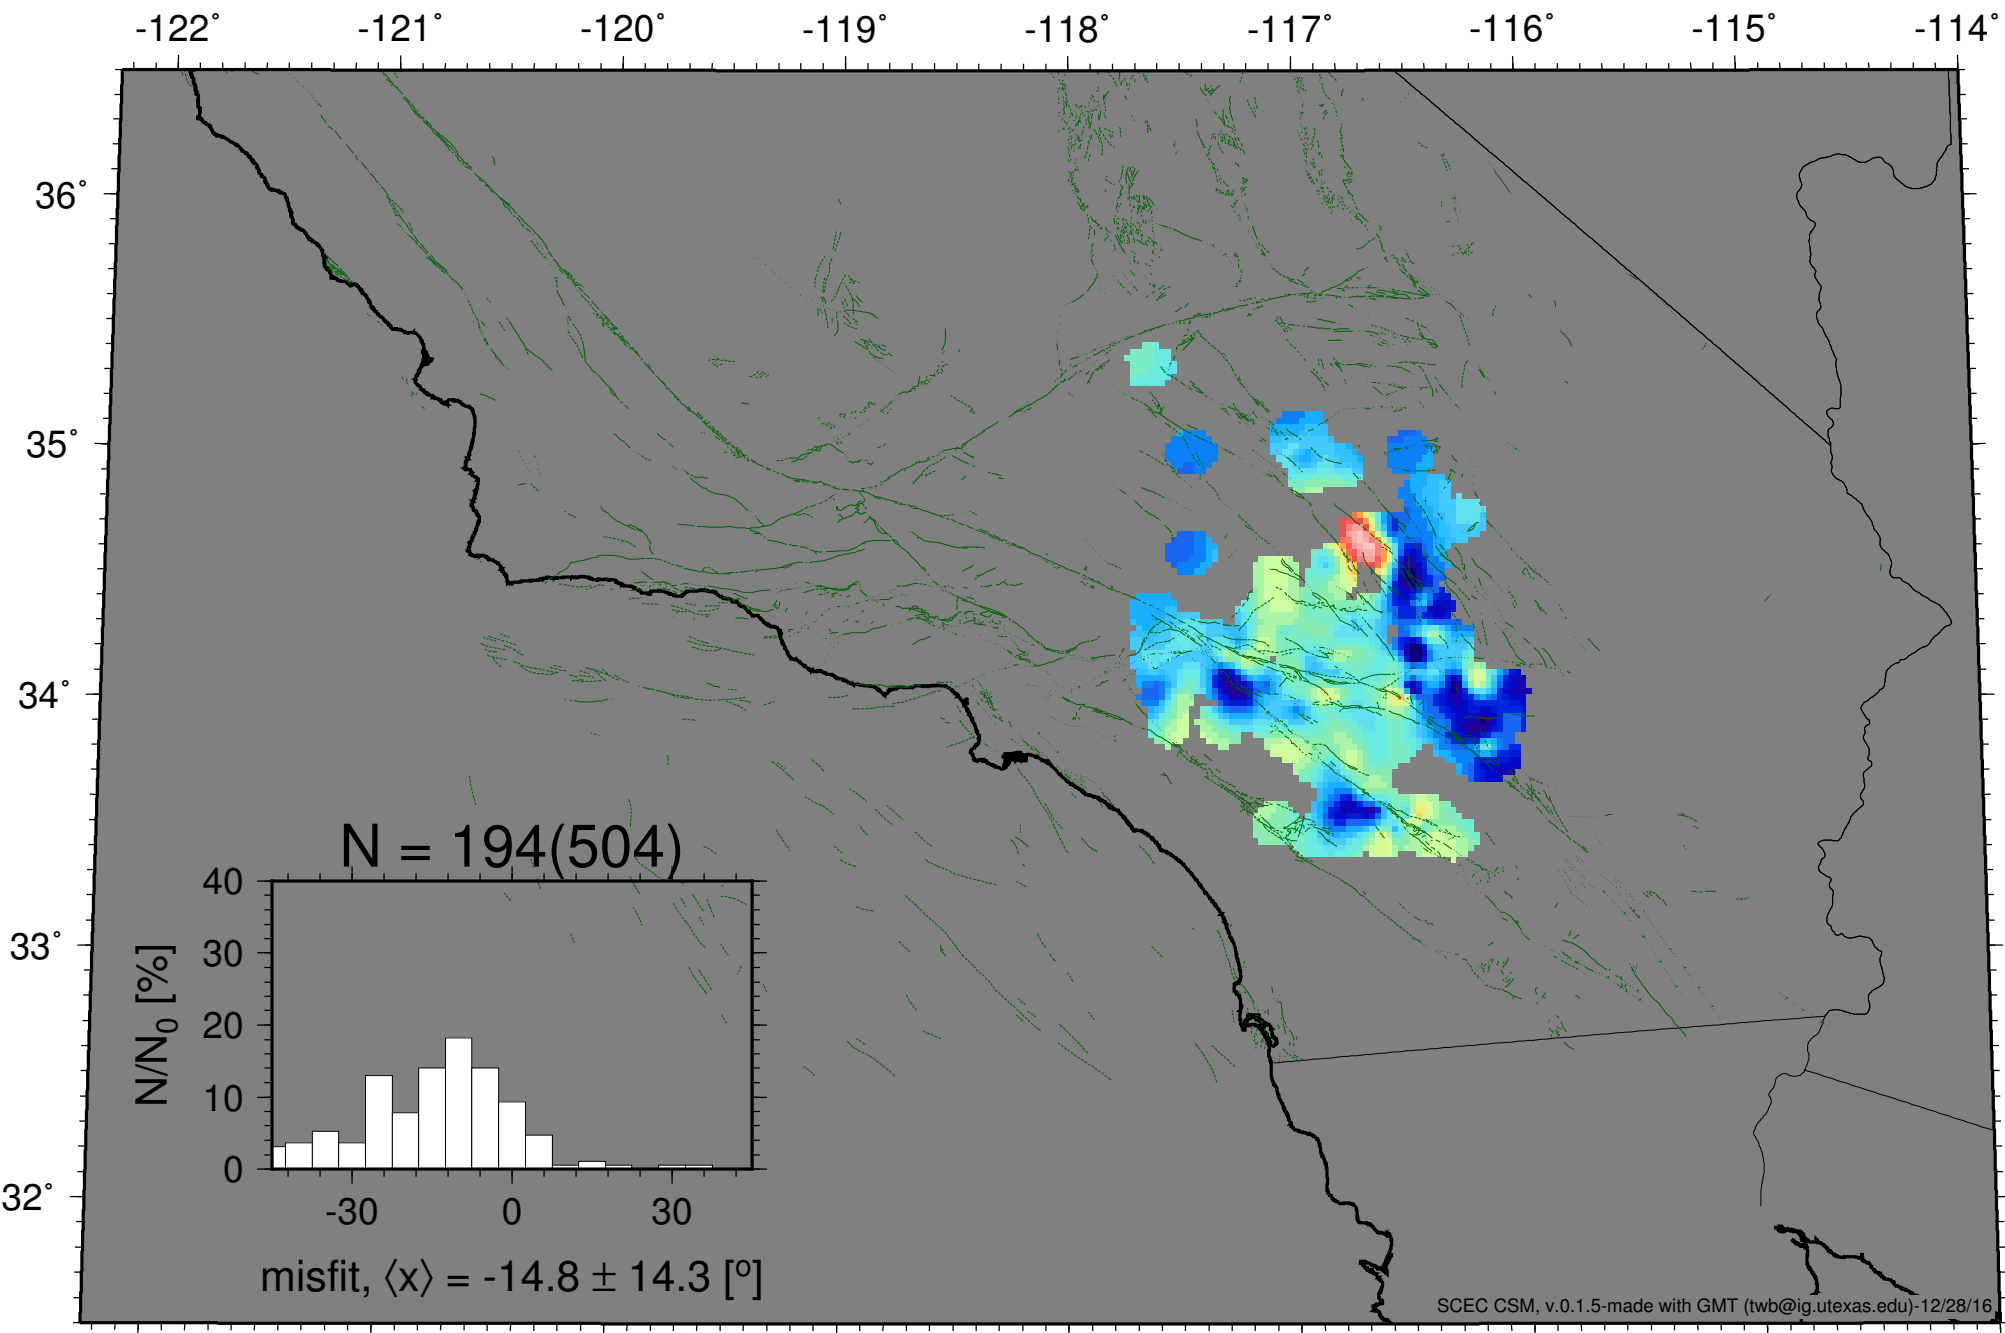 -122˚ -121˚ -120˚ -119˚ -118˚ -117˚ -116˚ -115˚ -114˚
36˚
35˚
34˚
33˚
32˚
N = 194(504)
40
30
20
10
0
N/N0 [%]
-30 0 30
misfit, ⟨x⟩ = -14.8 ± 14.3 [º]
SCEC CSM, v.0.1.5-made with GMT (twb@ig.utexas.edu)-12/28/16